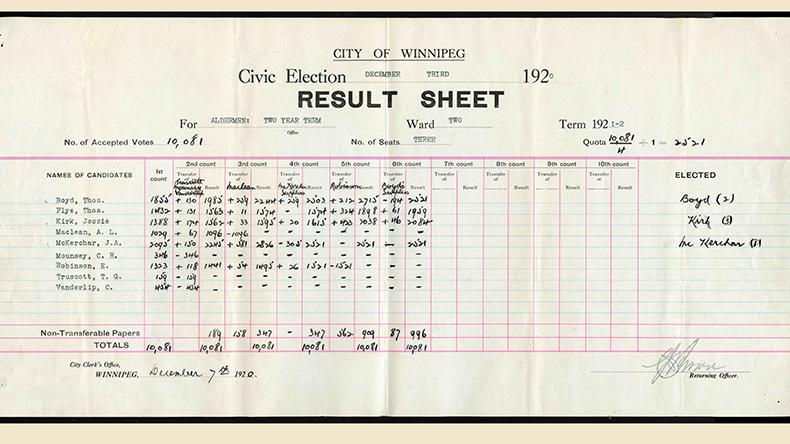 CITY OF WINNIPEG
Civic Election DECEMBER THIRD 1920
RESULT SHEET
For ALDERMEN: TWO YEAR TERM Ward TWO Term 1921-2
Office
No. of Accepted Votes 10,081 No. of Seats THREE Quota 10,081 / 4 + 1 = 2521
NAMES OF CANDIDATES 1st count 2nd count 3rd count 4th count 5th count 6th count 7th count 8th count 9th count 10th count ELECTED
Transfer of Result Transfer of Result Transfer of Result Transfer of Result Transfer of Result Transfer of Result Transfer of Result Transfer of Result Transfer of Result
Truscott Mounsey Vanderlip Maclean McKerchar Surplus Robinson Boyd's Surplus
Boyd, Thos. 1855 + 130 1985 + 259 2244 + 259 2503 + 212 2715 - 194 2521 Boyd (2)
Flye, Thos. 1432 + 131 1563 + 11 1574 - 1574 + 324 1898 + 61 1959
Kirk, Jessie 1388 + 174 1562 + 33 1595 + 20 1615 + 423 2038 + 46 2084 Kirk (3)
Maclean, A. L. 1029 + 67 1096 -1096 - - - - - - -
McKerchar, J.A. 2095 + 150 2245 + 581 2826 - 305 2521 - 2521 - 2521 McKerchar (1)
Mounsey, C. H. 346 - 346 - - - - - - -
Robinson, E. 1323 + 118 1441 + 54 1495 + 26 1521 -1521 - - -
Truscott, T. G. 159 - 159 - - - - - -
Vanderlip, C. 454 - 454 - - - - - -
Non-Transferable Papers 189 158 347 - 347 562 909 87 996
TOTALS 10,081 10,081 10,081 10,081 10,081 10,081
City Clerk's Office,
WINNIPEG, December 7th 1920.
Returning Officer.